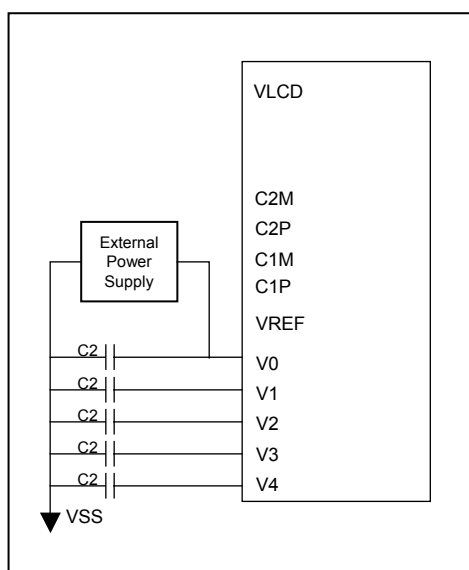 VLCD
C2M
C2P
External
Power
Supply
C1M
C1P
VREF
C2
V0
C2
V1
C2
V2
C2
V3
C2
V4
VSS